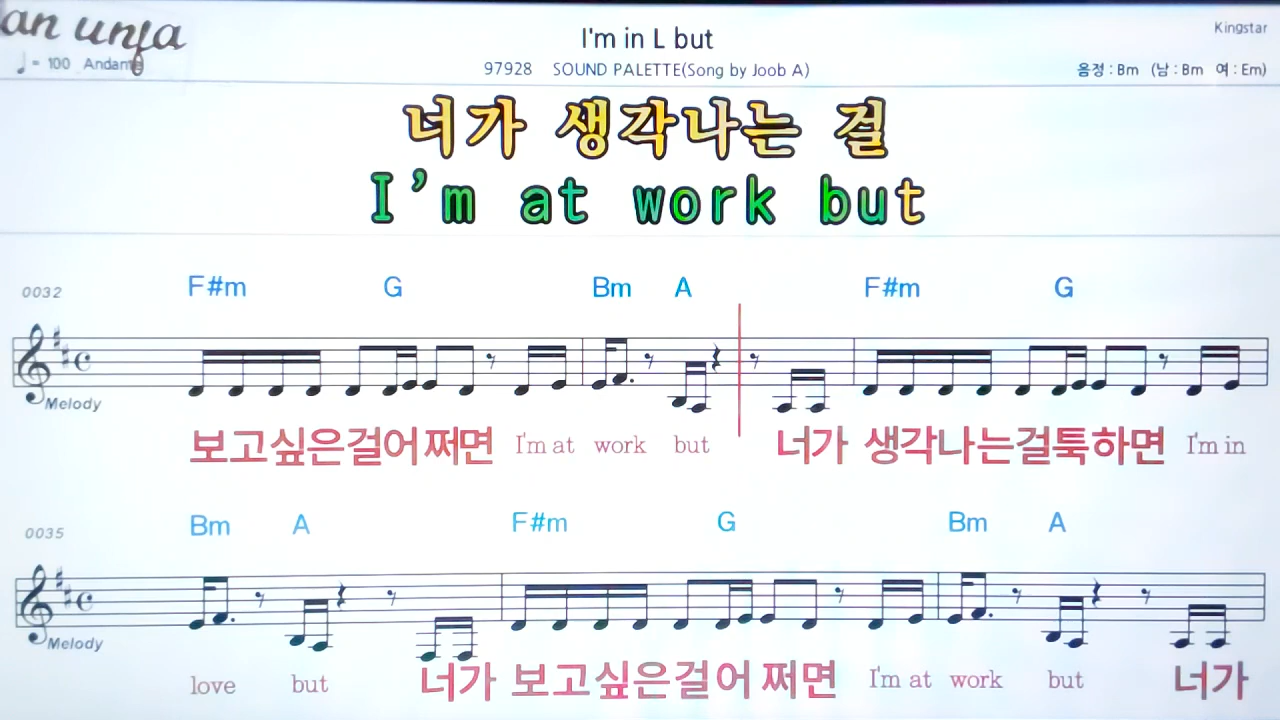 an unfa
I'm in L but
Kingstar
♩= 100 Andante
97928 SOUND PALETTE(Song by Joob A)
음정 : Bm (남 : Bm 여 : Em)
너가 생각나는 걸
I'm at work but
F#m G Bm A F#m G
0032
Melody
보고싶은걸어쩌면 I'm at work but 너가 생각나는걸툭하면 I'm in
Bm A F#m G Bm A
0035
Melody
love but 너가 보고싶은걸어 쩌면 I'm at work but 너가